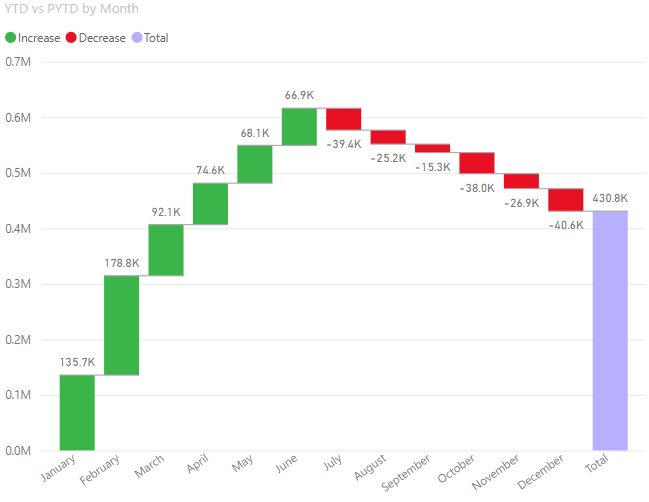 YTD vs PYTD by Month
Increase Decrease Total
0.7M
0.6M
0.5M
0.4M
0.3M
0.2M
0.1M
0.0M
135.7K
178.8K
92.1K
74.6K
68.1K
66.9K
-39.4K
-25.2K
-15.3K
-38.0K
-26.9K
-40.6K
430.8K
January
February
March
April
May
June
July
August
September
October
November
December
Total